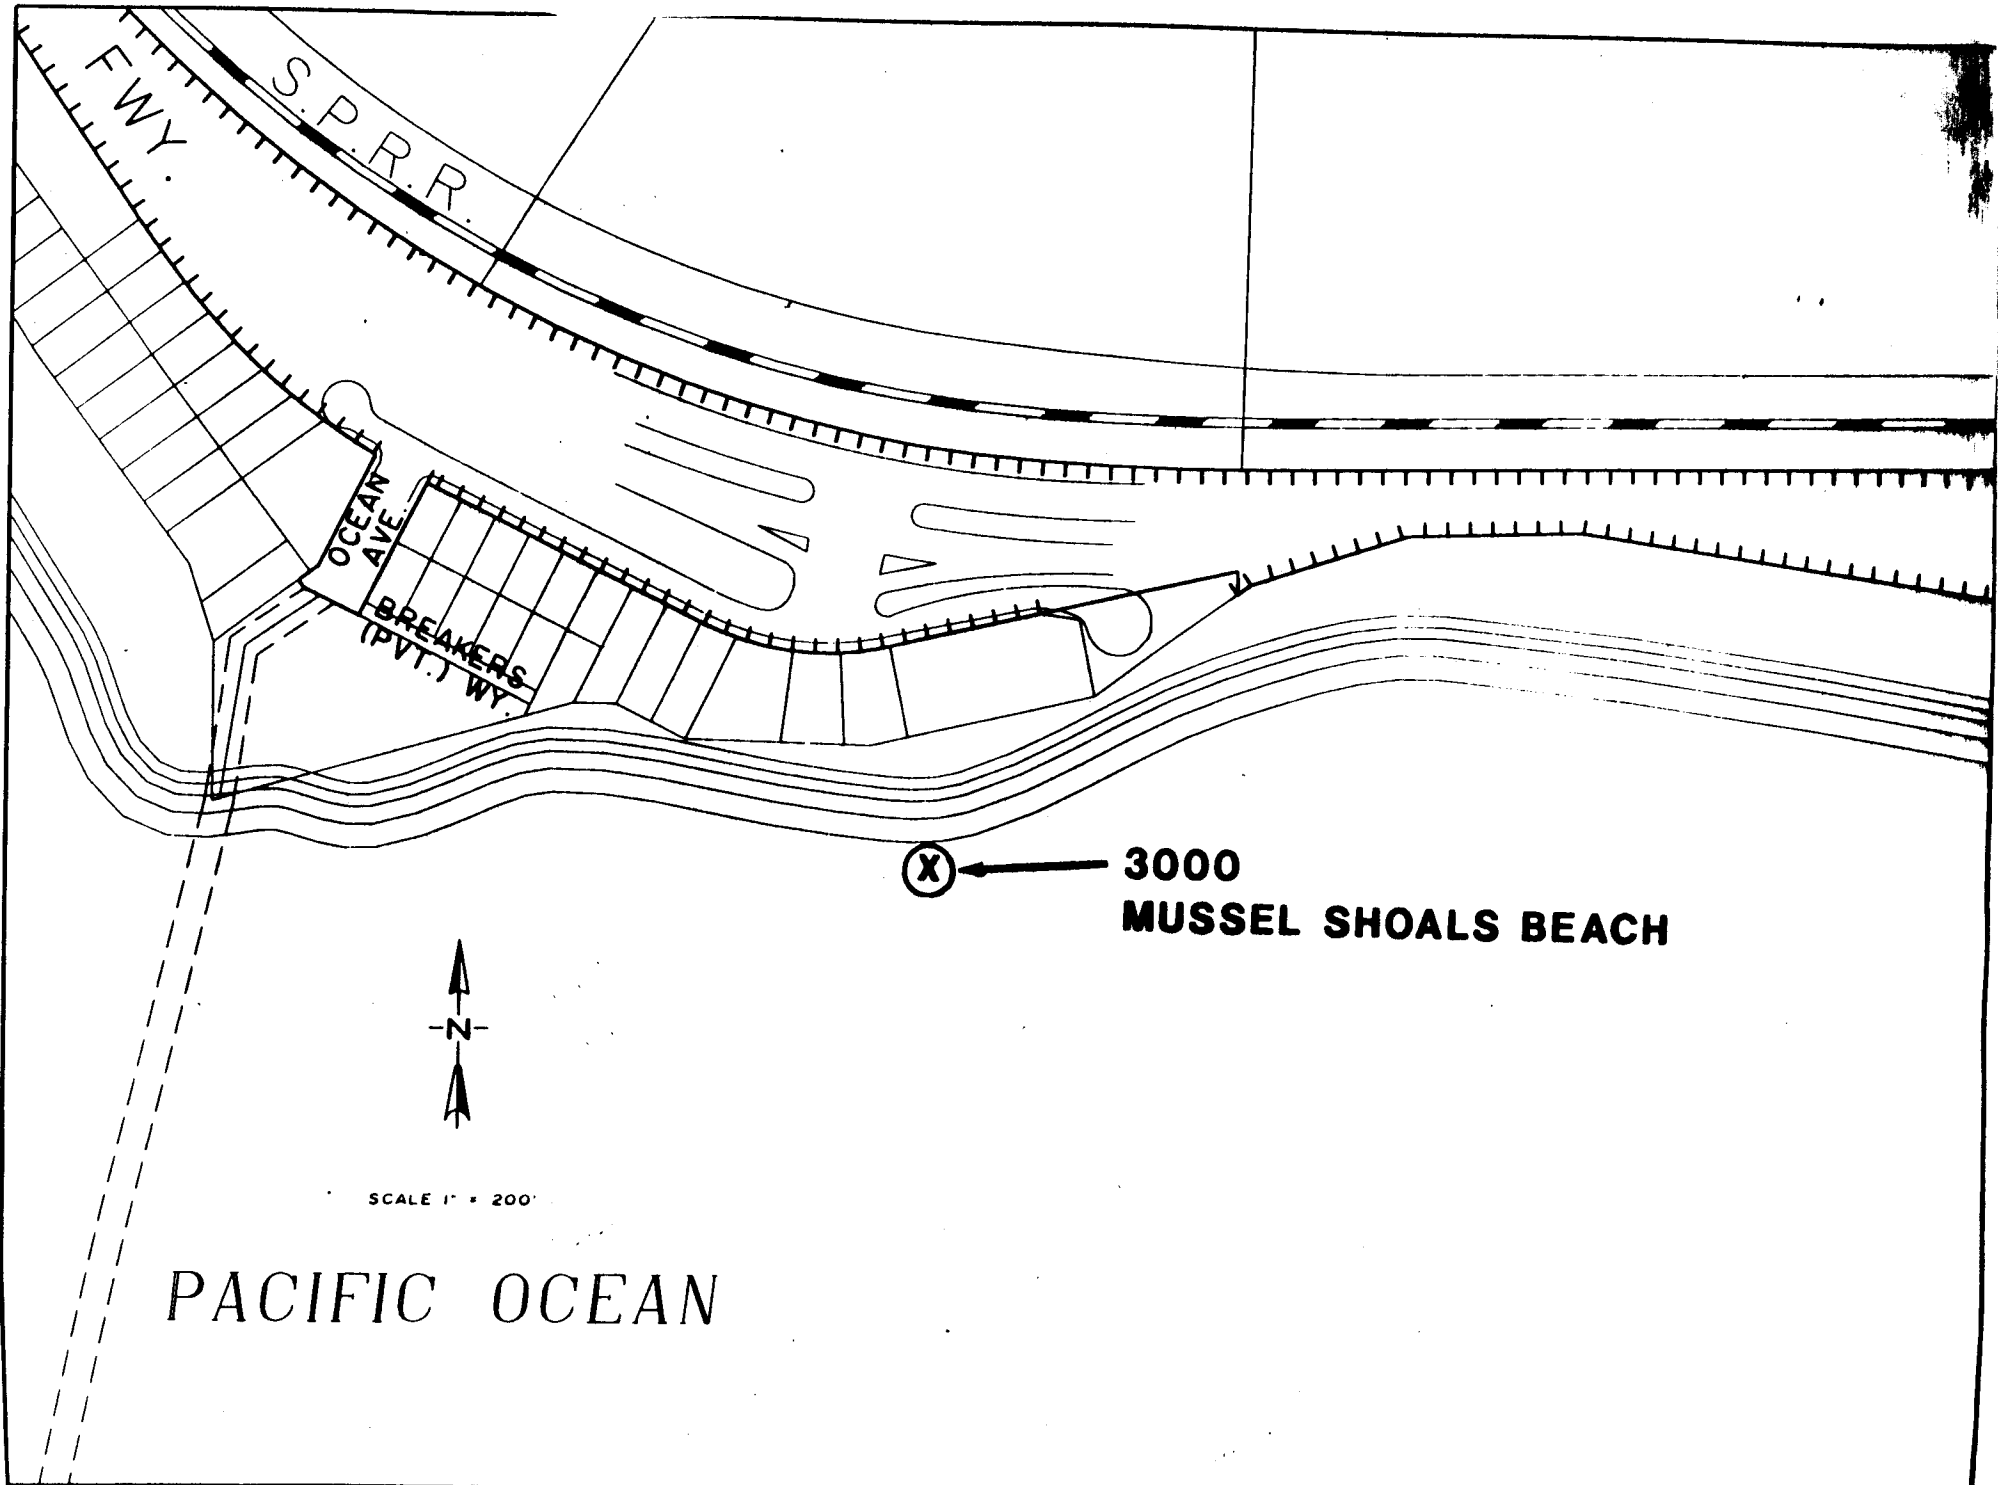 FWY.
S.P.R.R.
OCEAN
AVE.
BREAKERS
(PVT.) WY.
X
3000
MUSSEL SHOALS BEACH
-N-
SCALE 1" = 200'
PACIFIC OCEAN